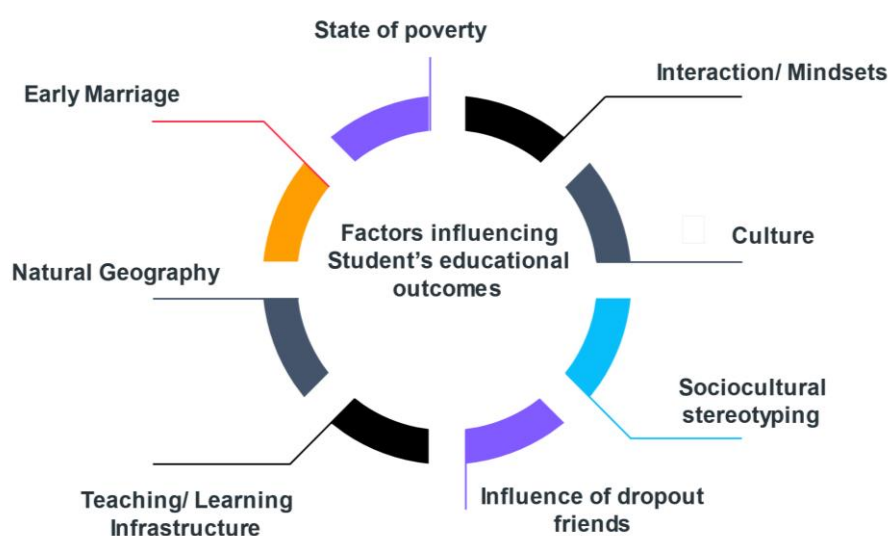 State of poverty
Interaction/ Mindsets
Early Marriage
Factors influencing
Student’s educational
outcomes
Culture
Natural Geography
Sociocultural
stereotyping
Teaching/ Learning
Infrastructure
Influence of dropout
friends